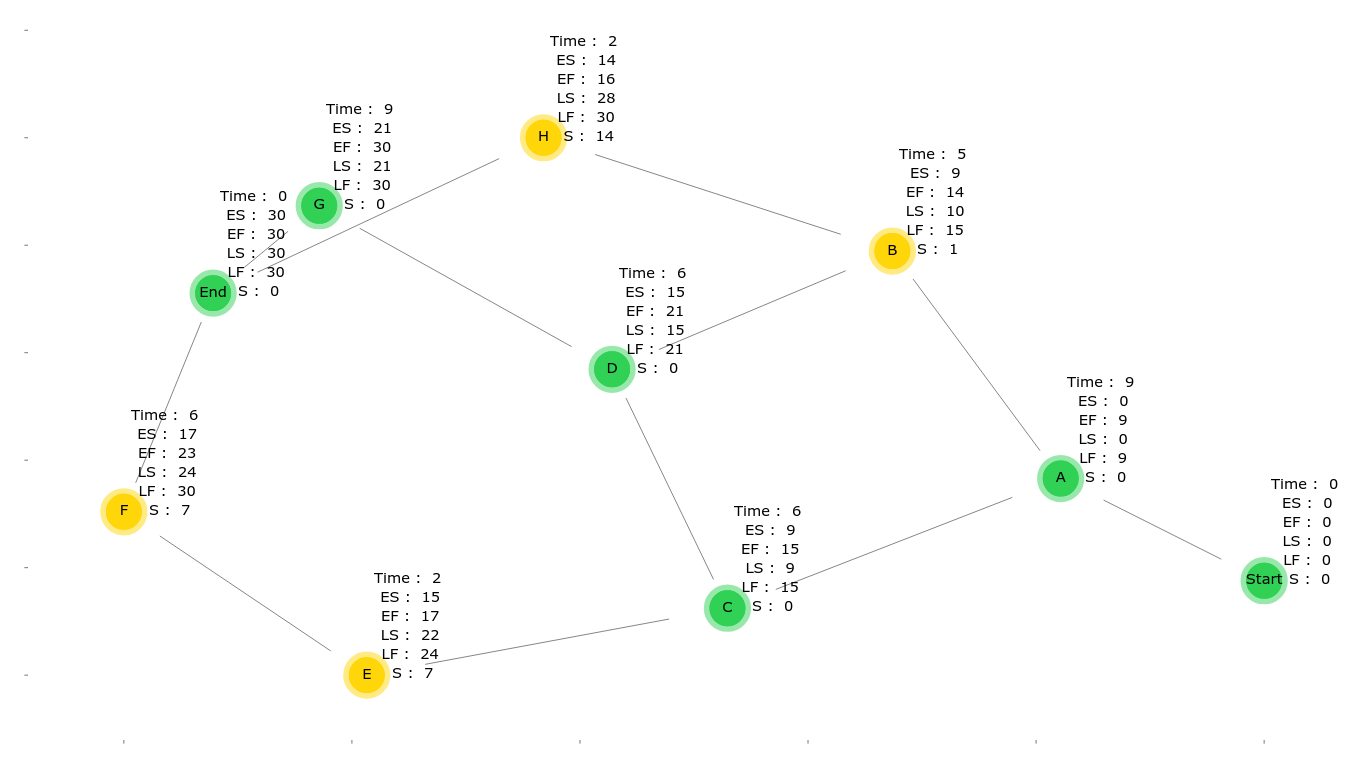 Time :  2
ES :  14
EF :  16
LS :  28
LF :  30
H
S :  14
Time :  9
ES :  21
EF :  30
LS :  21
LF :  30
G
S :  0
Time :  5
ES :  9
EF :  14
LS :  10
LF :  15
B
S :  1
Time :  0
ES :  30
EF :  30
LS :  30
LF :  30
End
S :  0
Time :  6
ES :  15
EF :  21
LS :  15
LF :  21
D
S :  0
Time :  9
ES :  0
EF :  9
LS :  0
LF :  9
A
S :  0
Time :  6
ES :  17
EF :  23
LS :  24
LF :  30
F
S :  7
Time :  0
ES :  0
EF :  0
LS :  0
LF :  0
Start
S :  0
Time :  6
ES :  9
EF :  15
LS :  9
LF :  15
C
S :  0
Time :  2
ES :  15
EF :  17
LS :  22
LF :  24
E
S :  7